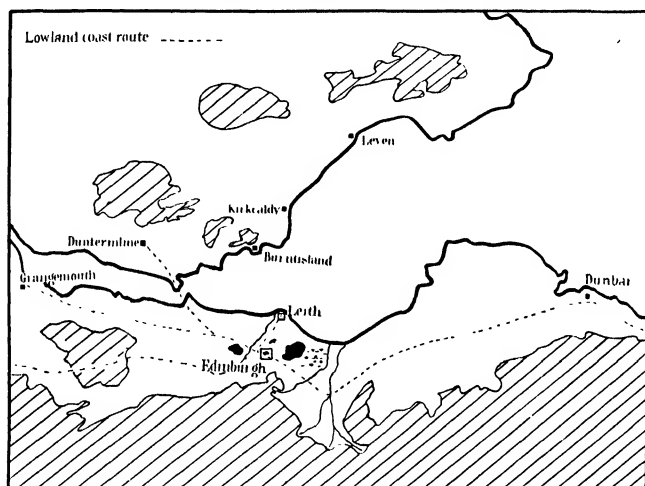 Lowland coast route
Leven
Kirkcaldy
Dunfermline
Burntisland
Grangemouth
Dunbar
Leith
Edinburgh